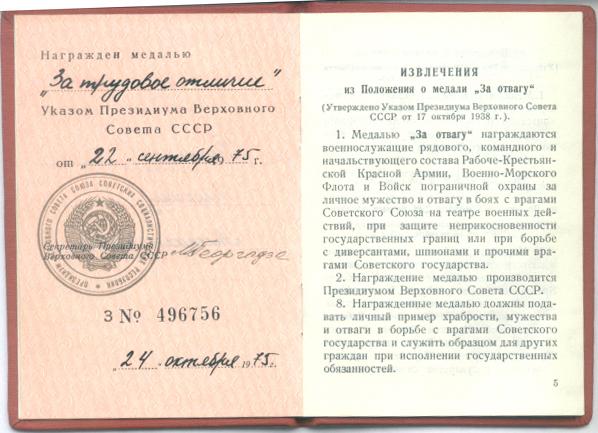 Награжден медалью
„За трудовое отличие"
Указом Президиума Верховного
Совета СССР
от „22" сентября 1975 г.
Секретарь Президиума
Верховного Совета СССР М. Георгадзе
З № 496756
„24" октября 1975 г.
ИЗВЛЕЧЕНИЯ
из Положения о медали „За отвагу"
(Утверждено Указом Президиума Верховного Совета
СССР от 17 октября 1938 г.).
1. Медалью „За отвагу" награждаются
военнослужащие рядового, командного и
начальствующего состава Рабоче-Крестьян-
ской Красной Армии, Военно-Морского
Флота и Войск пограничной охраны за
личное мужество и отвагу в боях с врагами
Советского Союза на театре военных дей-
ствий, при защите неприкосновенности
государственных границ или при борьбе
с диверсантами, шпионами и прочими вра-
гами Советского государства.
2. Награждение медалью производится
Президиумом Верховного Совета СССР.
8. Награжденные медалью должны пода-
вать личный пример храбрости, мужества
и отваги в борьбе с врагами Советского
государства и служить образцом для других
граждан при исполнении государственных
обязанностей.
5